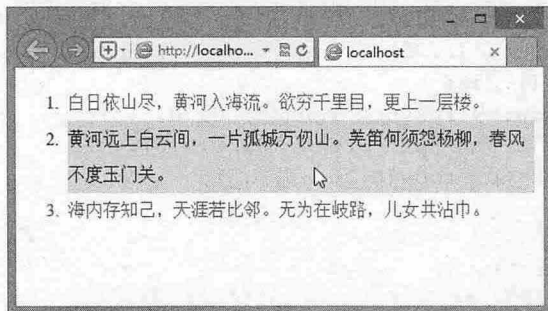 http://localho...
localhost
1. 白日依山尽，黄河入海流。欲穷千里目，更上一层楼。
2. 黄河远上白云间，一片孤城万仞山。羌笛何须怨杨柳，春风
不度玉门关。
3. 海内存知己，天涯若比邻。无为在岐路，儿女共沾巾。